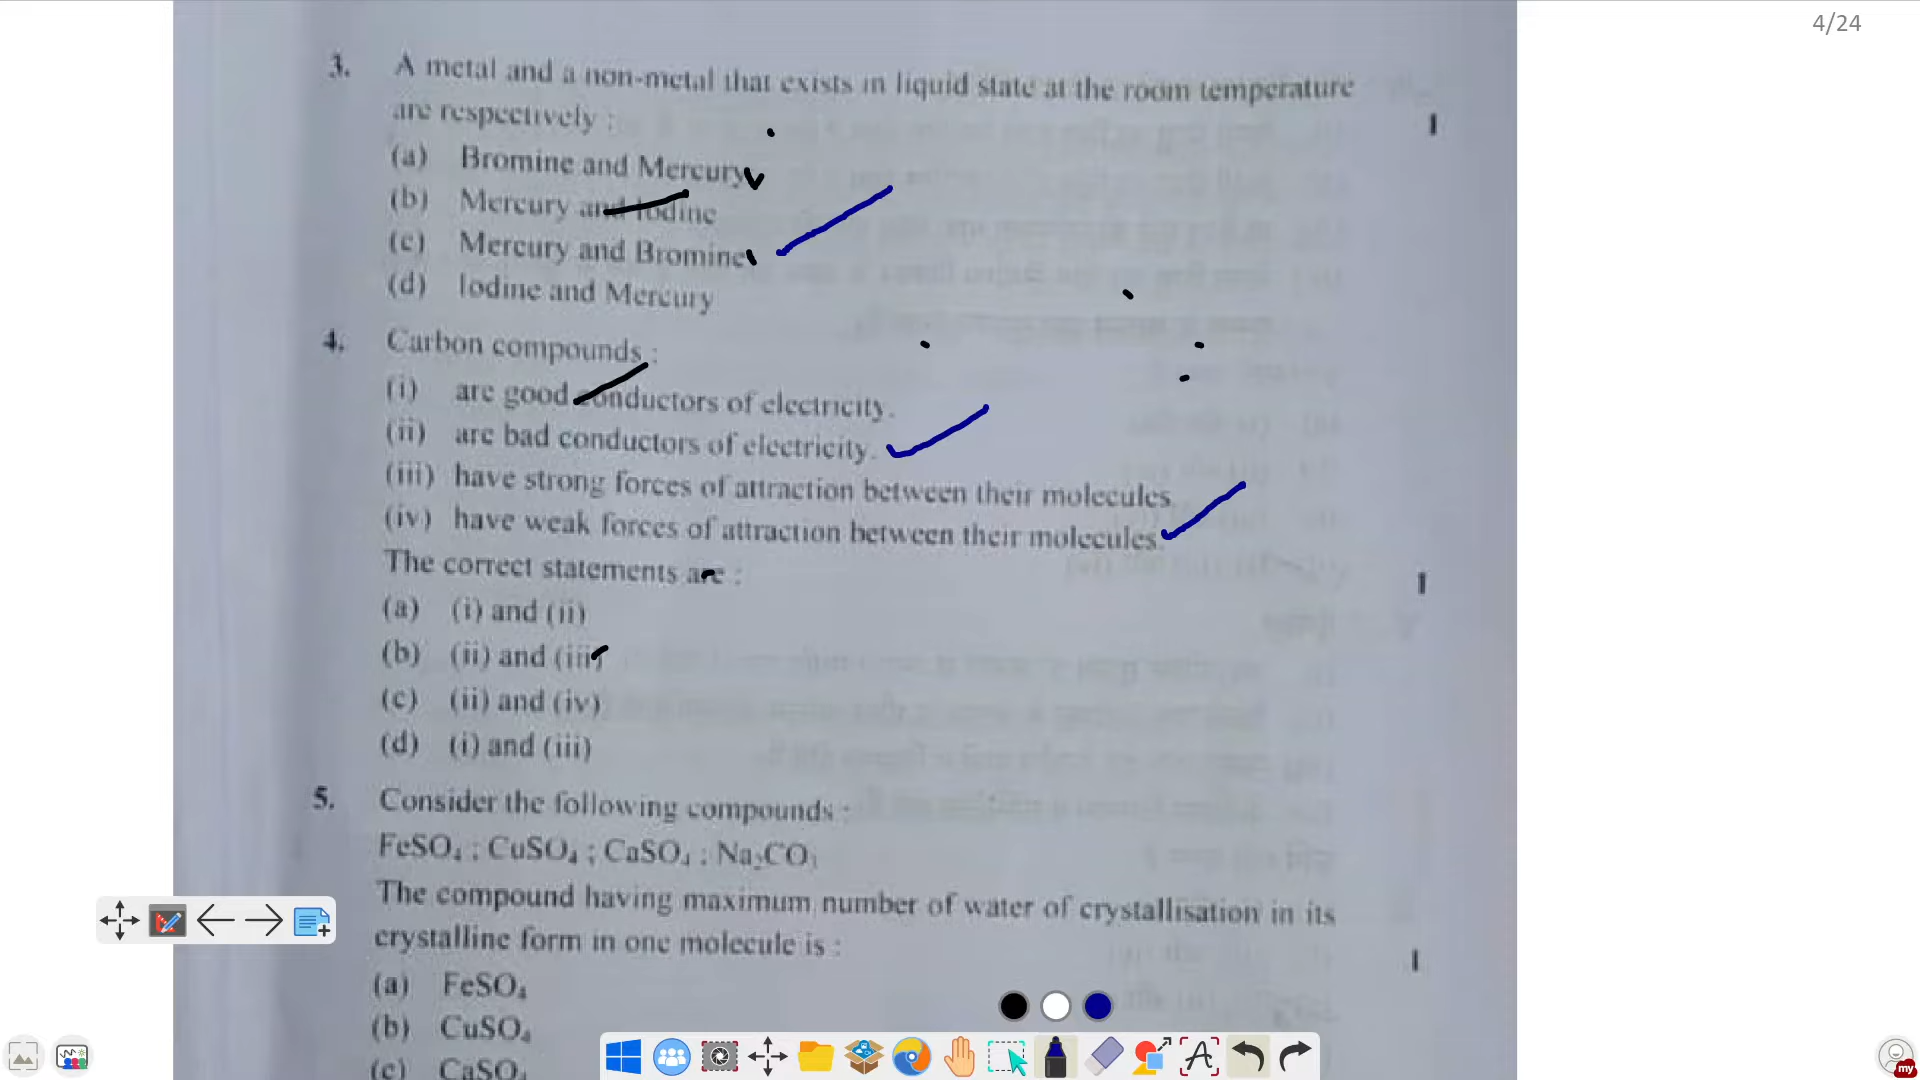 4/24
3. A metal and a non-metal that exists in liquid state at the room temperature
are respectively : 1
(a) Bromine and Mercury
(b) Mercury and Iodine
(c) Mercury and Bromine
(d) Iodine and Mercury
4. Carbon compounds :
(i) are good conductors of electricity.
(ii) are bad conductors of electricity.
(iii) have strong forces of attraction between their molecules.
(iv) have weak forces of attraction between their molecules.
The correct statements are : 1
(a) (i) and (ii)
(b) (ii) and (iii)
(c) (ii) and (iv)
(d) (i) and (iii)
5. Consider the following compounds :
FeSO₄ ; CuSO₄ ; CaSO₄ ; Na₂CO₃
The compound having maximum number of water of crystallisation in its
crystalline form in one molecule is : 1
(a) FeSO₄
(b) CuSO₄
(c) CaSO₄
my